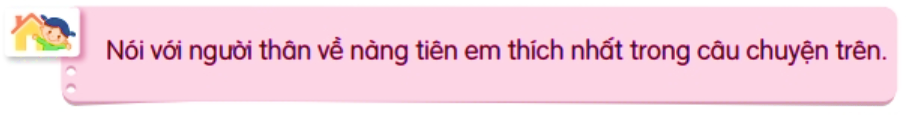 Nói với người thân về nàng tiên em thích nhất trong câu chuyện trên.